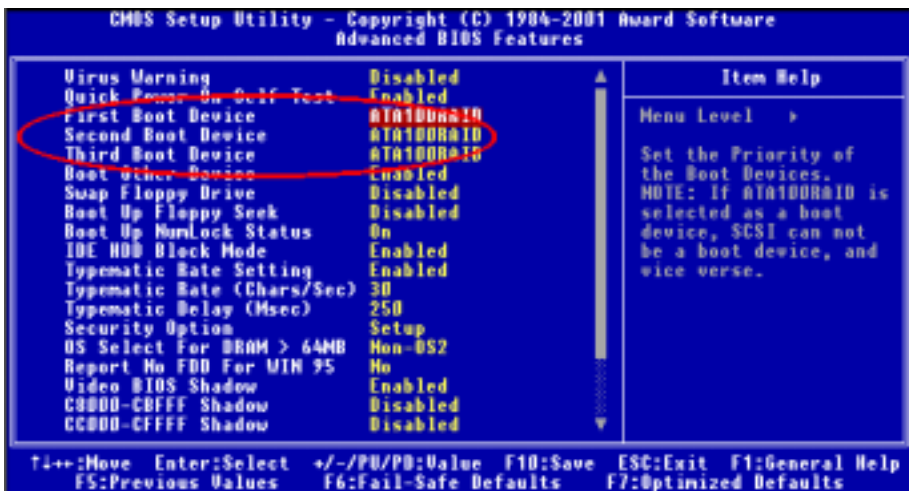 CMOS Setup Utility - Copyright (C) 1984-2001 Award Software
Advanced BIOS Features
Virus Warning Disabled
Quick Power On Self Test Enabled
First Boot Device ATA100RAID
Second Boot Device ATA100RAID
Third Boot Device ATA100RAID
Boot Other Device Enabled
Swap Floppy Drive Disabled
Boot Up Floppy Seek Disabled
Boot Up NumLock Status On
IDE HDD Block Mode Enabled
Typematic Rate Setting Enabled
Typematic Rate (Chars/Sec) 30
Typematic Delay (Msec) 250
Security Option Setup
OS Select For DRAM > 64MB Non-OS2
Report No FDD For WIN 95 No
Video BIOS Shadow Enabled
C8000-CBFFF Shadow Disabled
CC000-CFFFF Shadow Disabled
Item Help
Menu Level ▸
Set the Priority of
the Boot Devices.
NOTE: If ATA100RAID is
selected as a boot
device, SCSI can not
be a boot device, and
vice verse.
↑↓→←:Move Enter:Select +/-/PU/PD:Value F10:Save ESC:Exit F1:General Help
F5:Previous Values F6:Fail-Safe Defaults F7:Optimized Defaults